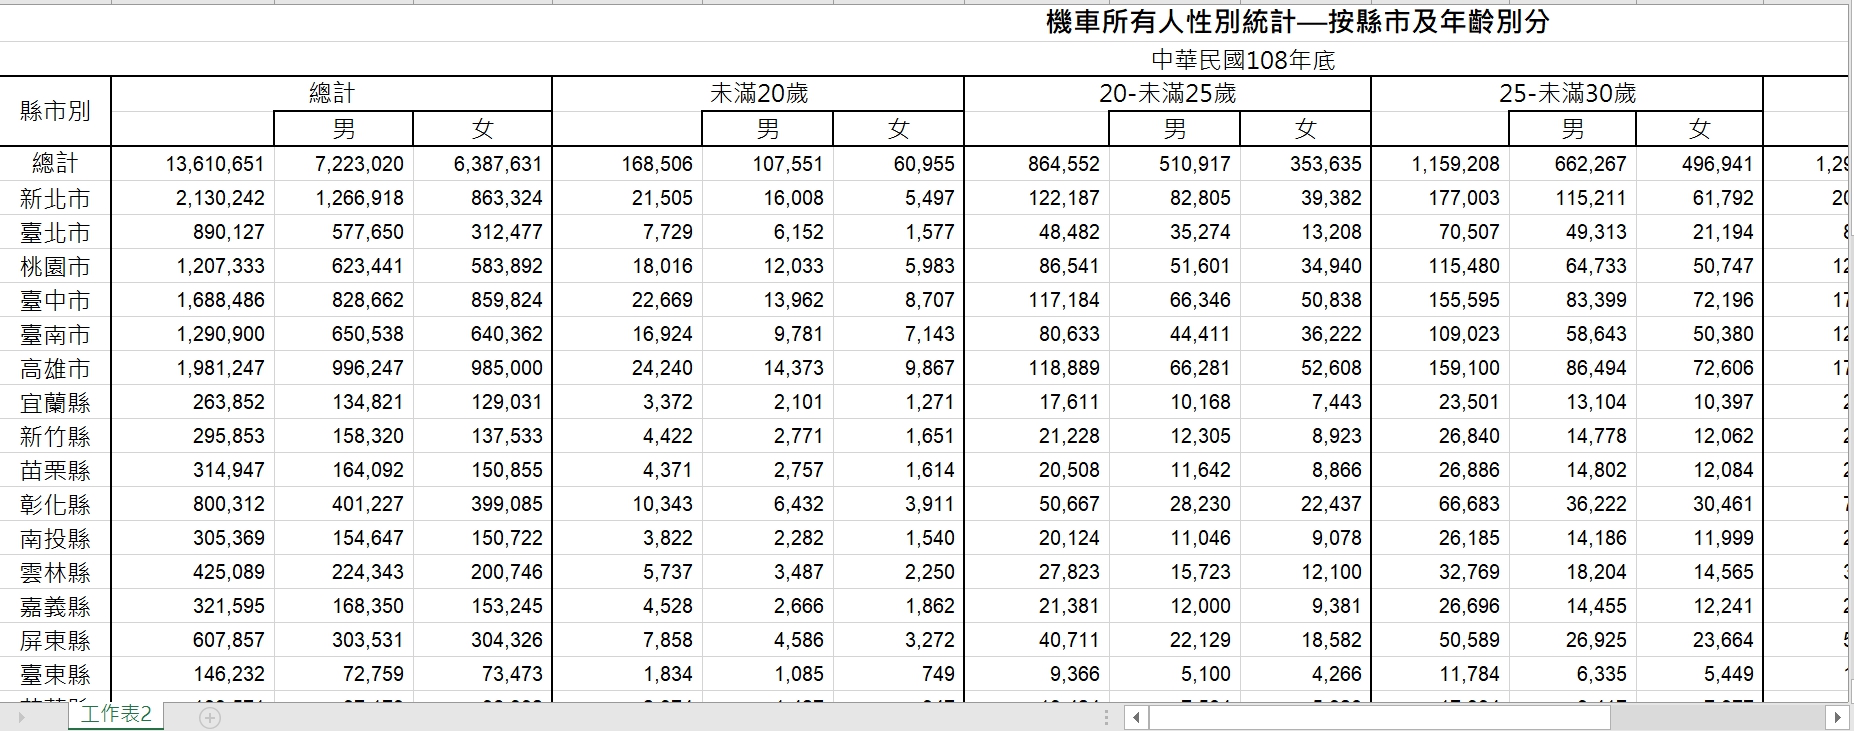 機車所有人性別統計—按縣市及年齡別分
中華民國108年底
縣市別 總計 未滿20歲 20-未滿25歲 25-未滿30歲
男 女 男 女 男 女 男 女
總計 13,610,651 7,223,020 6,387,631 168,506 107,551 60,955 864,552 510,917 353,635 1,159,208 662,267 496,941
新北市 2,130,242 1,266,918 863,324 21,505 16,008 5,497 122,187 82,805 39,382 177,003 115,211 61,792
臺北市 890,127 577,650 312,477 7,729 6,152 1,577 48,482 35,274 13,208 70,507 49,313 21,194
桃園市 1,207,333 623,441 583,892 18,016 12,033 5,983 86,541 51,601 34,940 115,480 64,733 50,747
臺中市 1,688,486 828,662 859,824 22,669 13,962 8,707 117,184 66,346 50,838 155,595 83,399 72,196
臺南市 1,290,900 650,538 640,362 16,924 9,781 7,143 80,633 44,411 36,222 109,023 58,643 50,380
高雄市 1,981,247 996,247 985,000 24,240 14,373 9,867 118,889 66,281 52,608 159,100 86,494 72,606
宜蘭縣 263,852 134,821 129,031 3,372 2,101 1,271 17,611 10,168 7,443 23,501 13,104 10,397
新竹縣 295,853 158,320 137,533 4,422 2,771 1,651 21,228 12,305 8,923 26,840 14,778 12,062
苗栗縣 314,947 164,092 150,855 4,371 2,757 1,614 20,508 11,642 8,866 26,886 14,802 12,084
彰化縣 800,312 401,227 399,085 10,343 6,432 3,911 50,667 28,230 22,437 66,683 36,222 30,461
南投縣 305,369 154,647 150,722 3,822 2,282 1,540 20,124 11,046 9,078 26,185 14,186 11,999
雲林縣 425,089 224,343 200,746 5,737 3,487 2,250 27,823 15,723 12,100 32,769 18,204 14,565
嘉義縣 321,595 168,350 153,245 4,528 2,666 1,862 21,381 12,000 9,381 26,696 14,455 12,241
屏東縣 607,857 303,531 304,326 7,858 4,586 3,272 40,711 22,129 18,582 50,589 26,925 23,664
臺東縣 146,232 72,759 73,473 1,834 1,085 749 9,366 5,100 4,266 11,784 6,335 5,449
工作表2